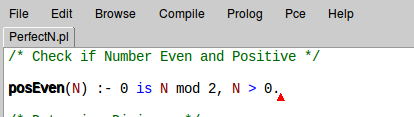 File Edit Browse Compile Prolog Pce Help
PerfectN.pl
/* Check if Number Even and Positive */
posEven(N) :- 0 is N mod 2, N > 0.